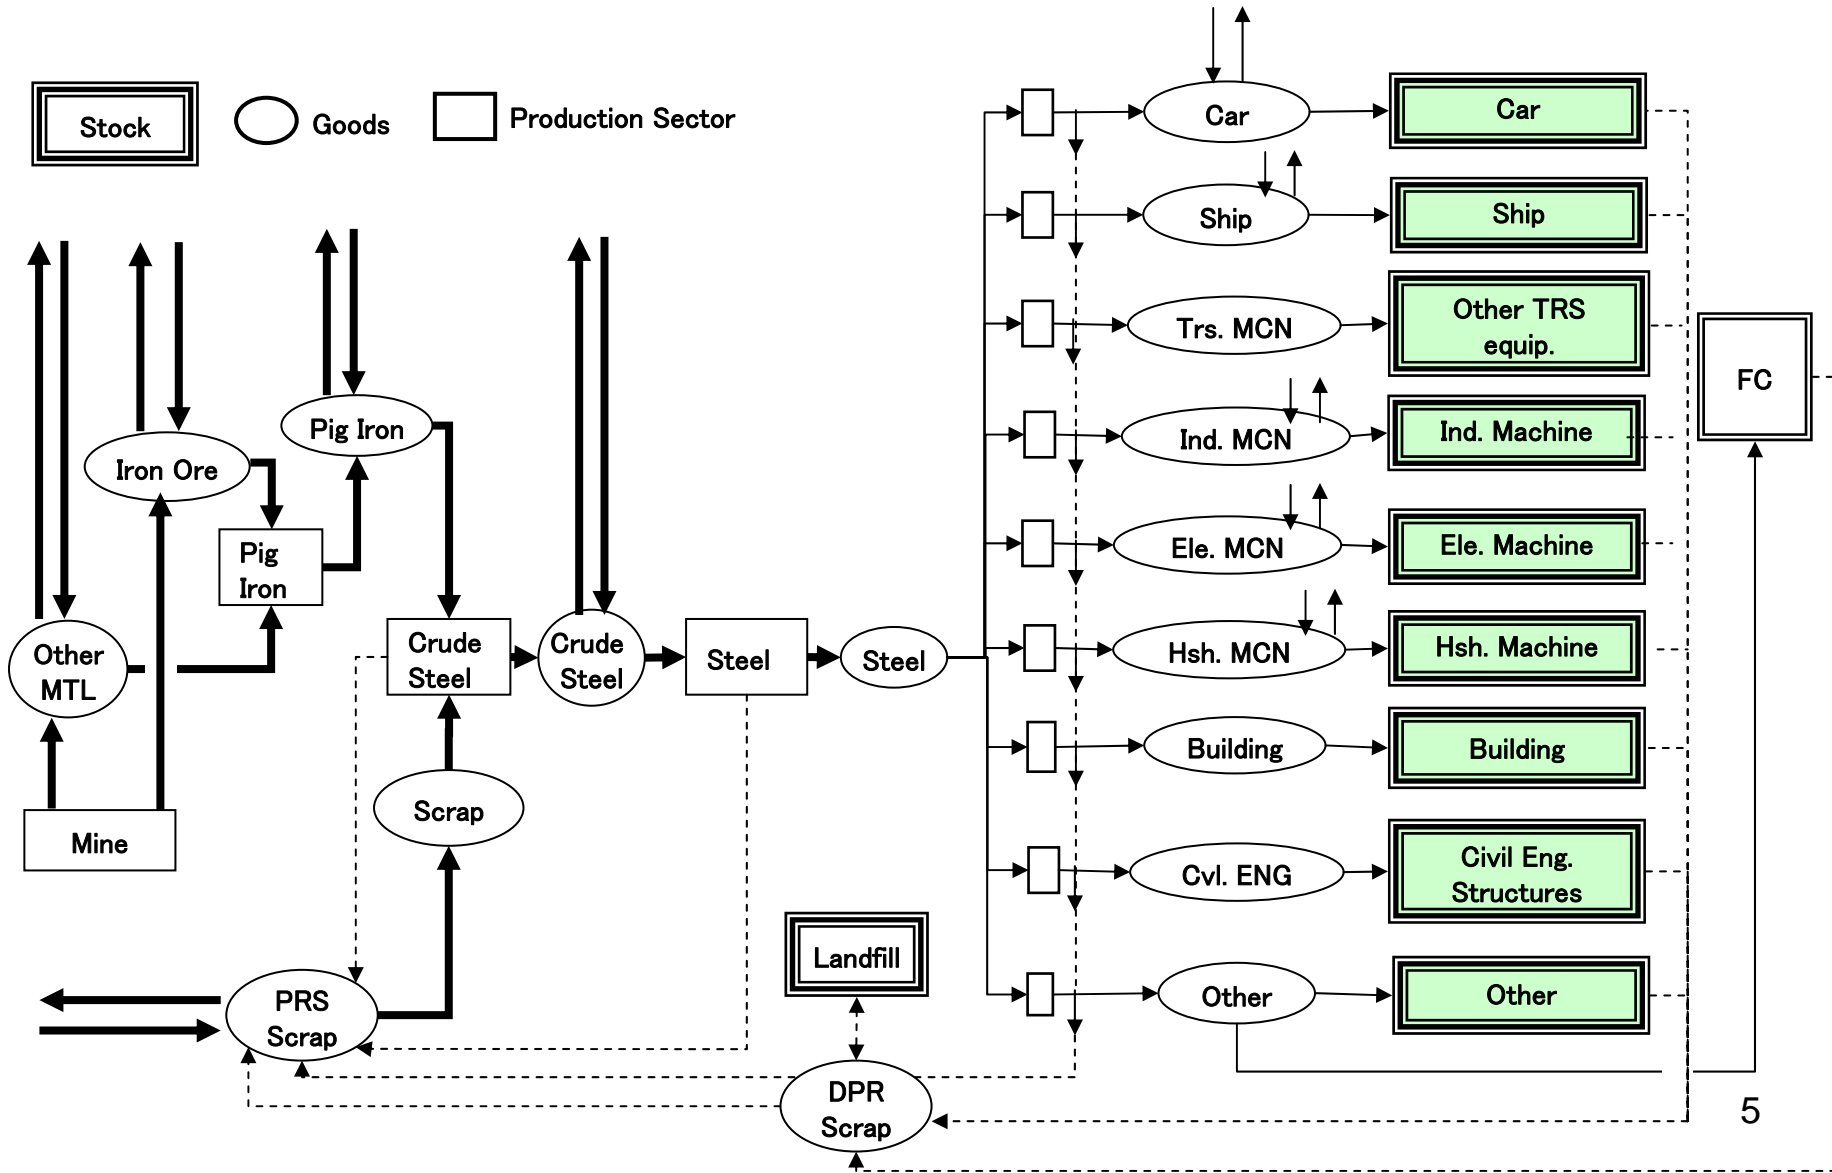 Stock
Goods
Production Sector
Car
Car
Ship
Ship
Trs. MCN
Other TRS
equip.
FC
Pig Iron
Ind. MCN
Ind. Machine
Iron Ore
Pig
Iron
Ele. MCN
Ele. Machine
Other
MTL
Crude
Steel
Crude
Steel
Steel
Steel
Hsh. MCN
Hsh. Machine
Building
Building
Scrap
Mine
Cvl. ENG
Civil Eng.
Structures
Landfill
PRS
Scrap
Other
Other
DPR
Scrap
5